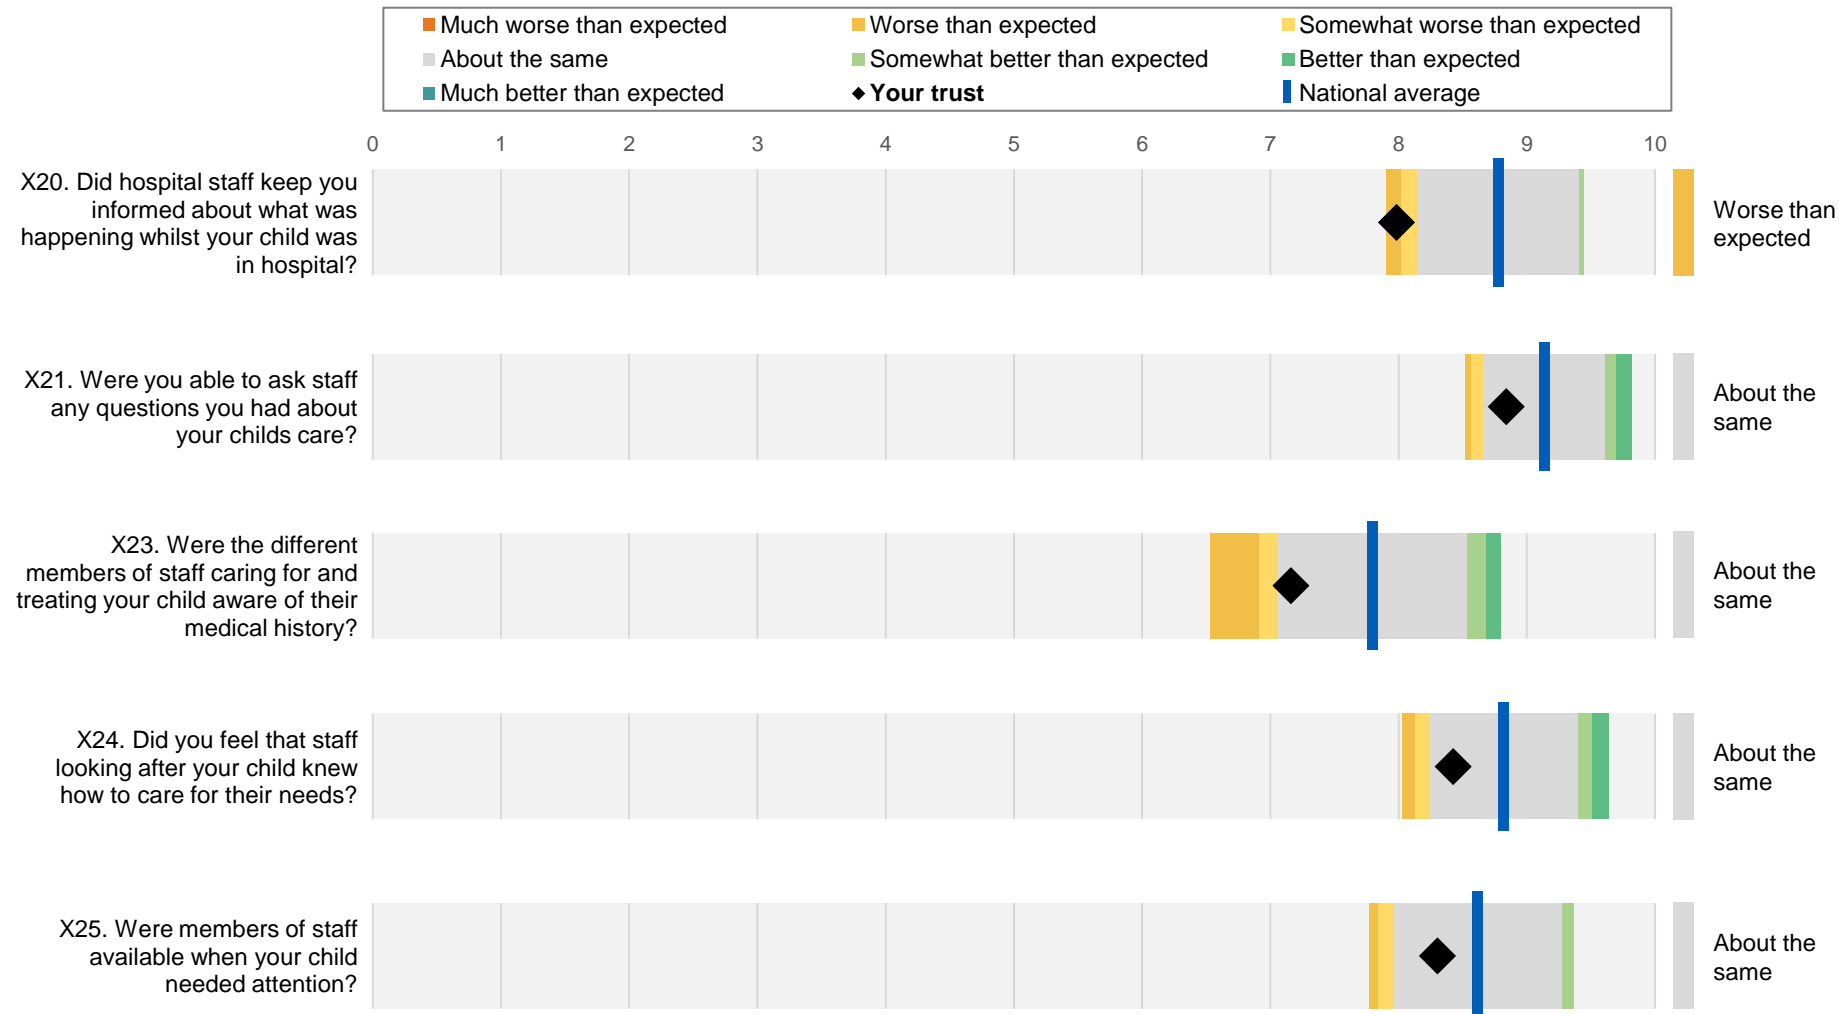 Much worse than expected
Worse than expected
Somewhat worse than expected
About the same
Somewhat better than expected
Better than expected
Much better than expected
Your trust
National average
0 1 2 3 4 5 6 7 8 9 10
X20. Did hospital staff keep you
informed about what was
happening whilst your child was
in hospital?
Worse than
expected
X21. Were you able to ask staff
any questions you had about
your childs care?
About the
same
X23. Were the different
members of staff caring for and
treating your child aware of their
medical history?
About the
same
X24. Did you feel that staff
looking after your child knew
how to care for their needs?
About the
same
X25. Were members of staff
available when your child
needed attention?
About the
same